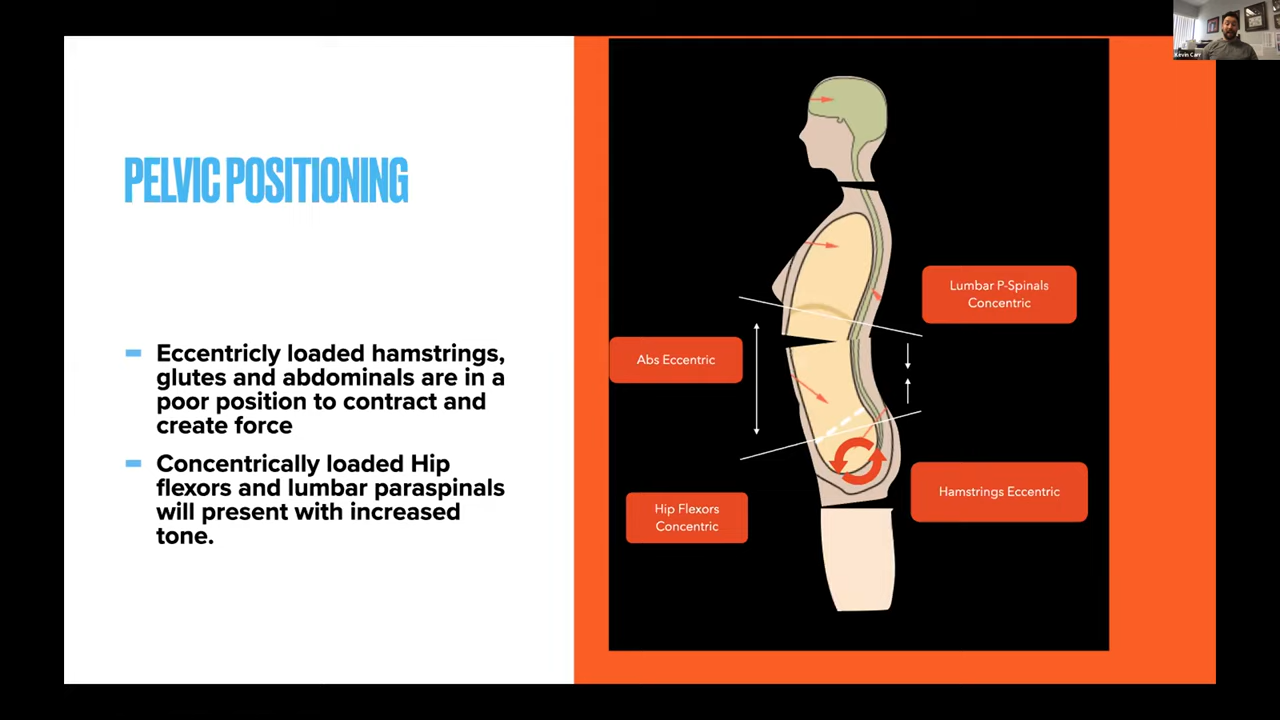 Kevin Carr
PELVIC POSITIONING
Eccentricly loaded hamstrings,
glutes and abdominals are in a
poor position to contract and
create force
Concentrically loaded Hip
flexors and lumbar paraspinals
will present with increased
tone.
Lumbar P-Spinals
Concentric
Abs Eccentric
Hamstrings Eccentric
Hip Flexors
Concentric